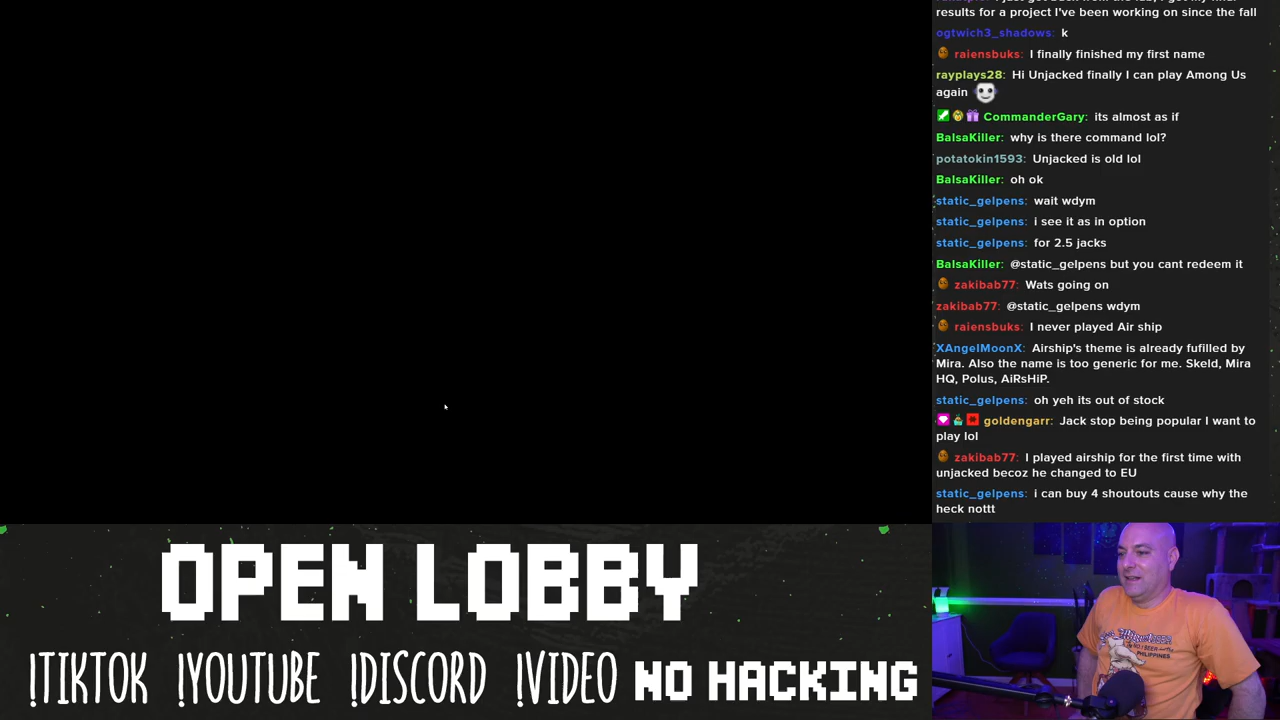 results for a project I've been working on since the fall
ogtwich3_shadows: k
raiensbuks: I finally finished my first name
rayplays28: Hi Unjacked finally I can play Among Us
again
CommanderGary: its almost as if
BalsaKiller: why is there command lol?
potatokin1593: Unjacked is old lol
BalsaKiller: oh ok
static_gelpens: wait wdym
static_gelpens: i see it as in option
static_gelpens: for 2.5 jacks
BalsaKiller: @static_gelpens but you cant redeem it
zakibab77: Wats going on
zakibab77: @static_gelpens wdym
raiensbuks: I never played Air ship
XAngelMoonX: Airship's theme is already fufilled by
Mira. Also the name is too generic for me. Skeld, Mira
HQ, Polus, AiRsHiP.
static_gelpens: oh yeh its out of stock
goldengarr: Jack stop being popular I want to
play lol
zakibab77: I played airship for the first time with
unjacked becoz he changed to EU
static_gelpens: i can buy 4 shoutouts cause why the
heck nottt
OPEN LOBBY
!TIKTOK !YOUTUBE !DISCORD !VIDEO NO HACKING
PHILIPPINES